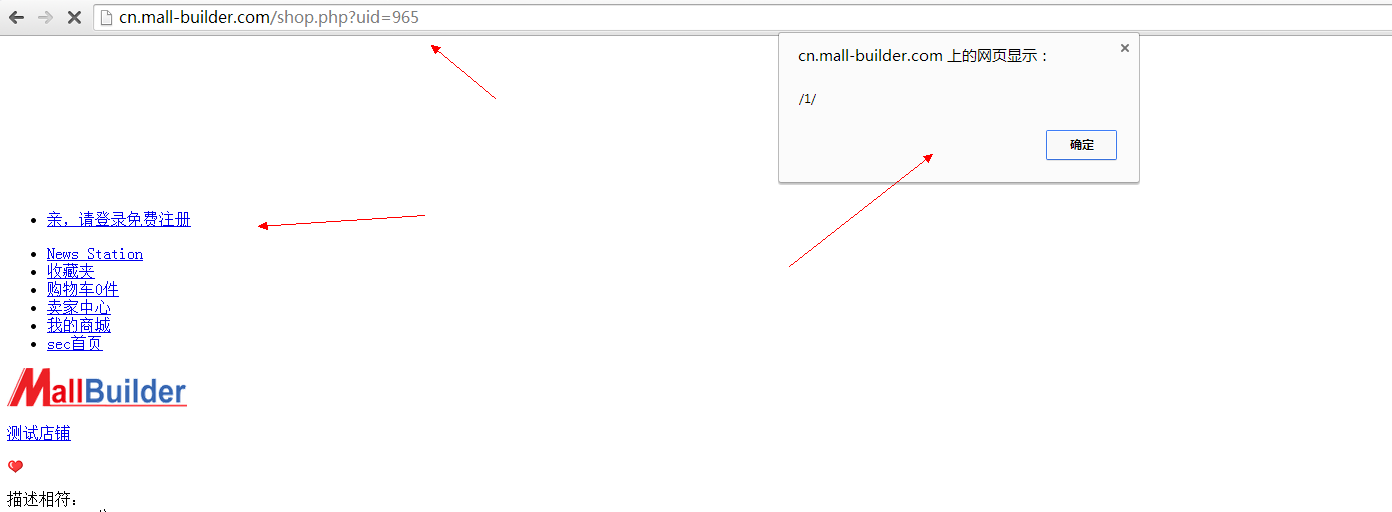 cn.mall-builder.com/shop.php?uid=965
cn.mall-builder.com 上的网页显示：
/1/
确定
亲，请登录免费注册
News Station
收藏夹
购物车0件
卖家中心
我的商城
sec首页
MallBuilder
测试店铺
描述相符：